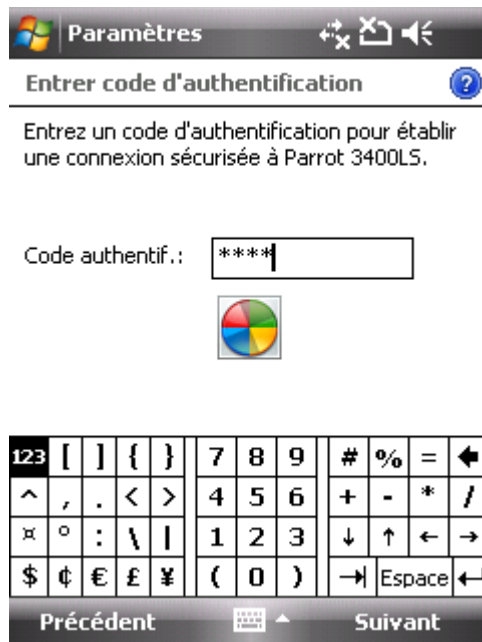 Paramètres
Entrer code d'authentification ?
Entrez un code d'authentification pour établir
une connexion sécurisée à Parrot 3400LS.
Code authentif.: ****
123 [ ] { } 7 8 9 # % = 🡄
^ , . < > 4 5 6 + - * /
¤ ° : \ | 1 2 3 ↓ ↑ ← →
$ ¢ € £ ¥ ( 0 ) →| Espace ↵
Précédent Suivant